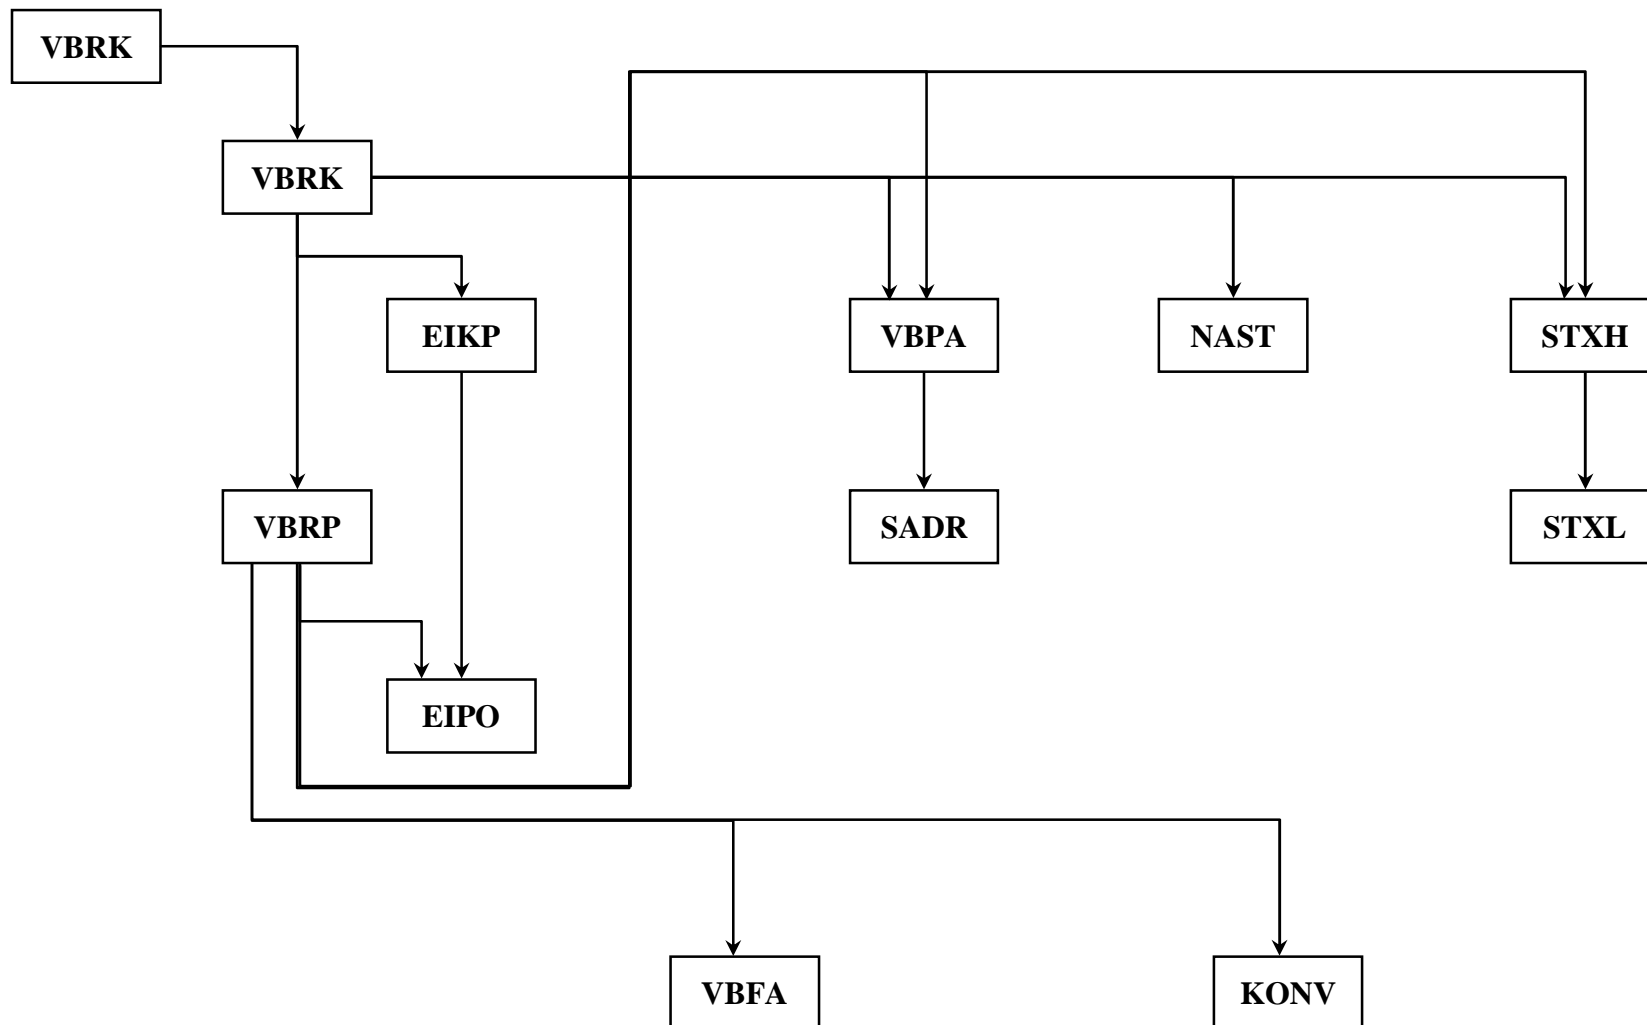 VBRK
VBRK
EIKP
VBPA
NAST
STXH
VBRP
SADR
STXL
EIPO
VBFA
KONV